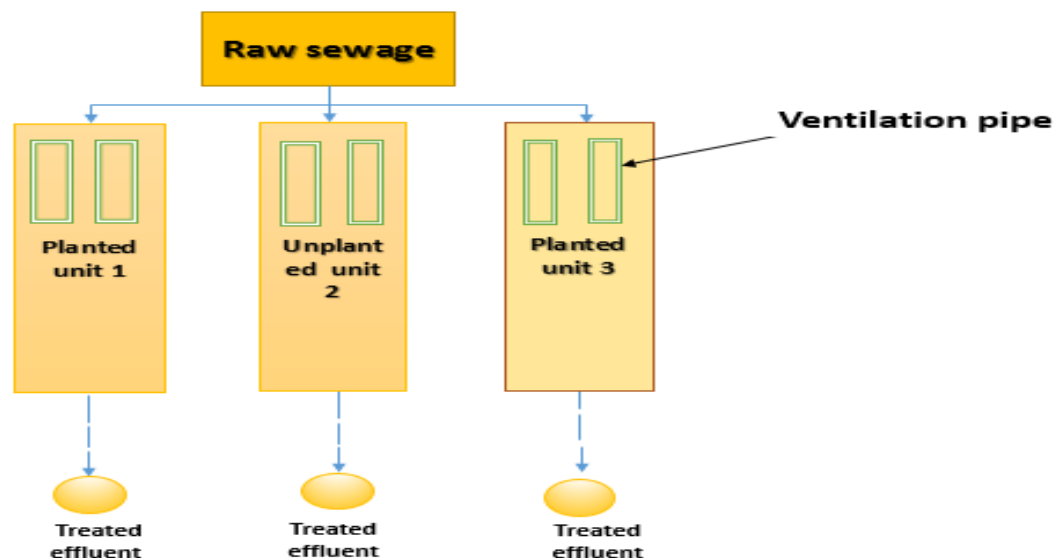 Raw sewage
Ventilation pipe
Planted
unit 1
Unplant
ed unit
2
Planted
unit 3
Treated
effluent
Treated
effluent
Treated
effluent